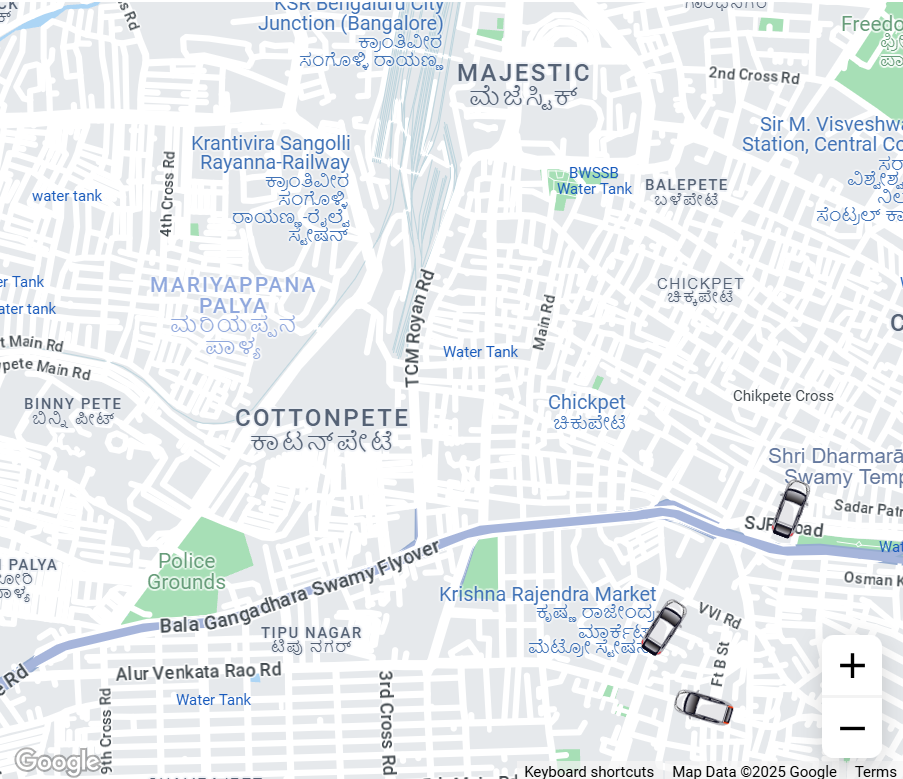 KSR Bengaluru City
Junction (Bangalore)
ಕ್ರಾಂತಿವೀರ
ಸಂಗೊಳ್ಳಿ ರಾಯಣ್ಣ
MAJESTIC
ಮೆಜೆಸ್ಟಿಕ್
2nd Cross Rd
Sir M. Visveshw
Station, Central Co
Krantivira Sangolli
Rayanna-Railway
ಕ್ರಾಂತಿವೀರ
ಸಂಗೊಳ್ಳಿ
ರಾಯಣ್ಣ-ರೈಲ್ವೆ
ಸ್ಟೇಷನ್
4th Cross Rd
water tank
BWSSB
Water Tank
BALEPETE
ಬಳೆಪೇಟೆ
MARIYAPPANA
PALYA
ಮರಿಯಪ್ಪನ
ಪಾಳ್ಯ
er Tank
ater tank
TCM Royan Rd
Main Rd
CHICKPET
ಚಿಕ್ಕಪೇಟೆ
t Main Rd
pete Main Rd
Water Tank
BINNY PETE
ಬಿನ್ನಿ ಪೀಟ್
COTTONPETE
ಕಾಟನ್‌ಪೇಟೆ
Chickpet
ಚಿಕುಪೇಟೆ
Chikpete Cross
Shri Dharmarā
Swamy Temp
Sadar Patr
SJP Road
Wat
Osman K
PALYA
Police
Grounds
Bala Gangadhara Swamy Flyover
Krishna Rajendra Market
ಕೃಷ್ಣ ರಾಜೇಂದ್ರ
ಮಾರ್ಕೆಟ್
ಮೆಟ್ರೋ ಸ್ಟೇಷನ್
VVI Rd
Ft B St
TIPU NAGAR
ಟಿಪು ನಗರ್
Alur Venkata Rao Rd
Water Tank
e Rd
9th Cross Rd
3rd Cross Rd
+
−
Google
Keyboard shortcuts
Map Data ©2025 Google
Terms